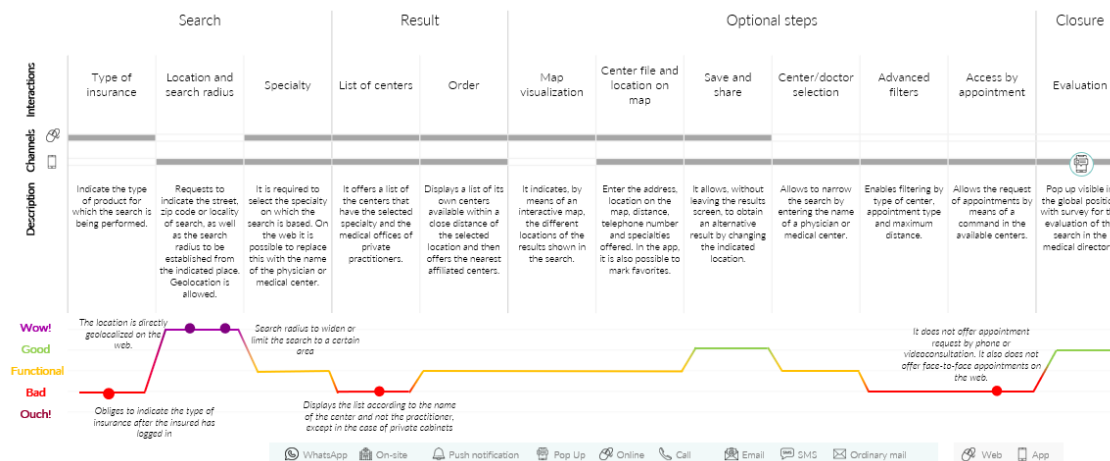 Search
Result
Optional steps
Closure
Interactions
Type of
insurance
Location and
search radius
Specialty
List of centers
Order
Map
visualization
Center file and
location on
map
Save and
share
Center/doctor
selection
Advanced
filters
Access by
appointment
Evaluation
Channels
Description
Indicate the type
of product for
which the search is
being performed.
Requests to
indicate the street,
zip code or locality
of search, as well
as the search
radius to be
established from
the indicated place.
Geolocation is
allowed.
It is required to
select the specialty
on which the
search is based. On
the web it is
possible to replace
this with the name
of the physician or
medical center.
It offers a list of
the centers that
have the selected
specialty and the
medical offices of
private
practitioners.
Displays a list of its
own centers
available within a
close distance of
the selected
location and then
offers the nearest
affiliated centers.
It indicates, by
means of an
interactive map,
the different
locations of the
results shown in
the search.
Enter the address,
location on the
map, distance,
telephone number
and specialties
offered. In the app,
it is also possible to
mark favorites.
It allows, without
leaving the results
screen, to obtain
an alternative
result by changing
the indicated
location.
Allows to narrow
the search by
entering the name
of a physician or
medical center.
Enables filtering by
type of center,
appointment type
and maximum
distance.
Allows the request
of appointments by
means of a
command in the
available centers.
Pop up visible in
the global positio
with survey for t
evaluation of th
search in the
medical director
Wow!
Good
Functional
Bad
Ouch!
The location is directly
geolocalized on the
web.
Search radius to widen or
limit the search to a certain
area
It does not offer appointment
request by phone or
videoconsultation. It also does not
offer face-to-face appointments on
the web.
Obliges to indicate the type of
insurance after the insured has
logged in
Displays the list according to the name
of the center and not the practitioner,
except in the case of private cabinets
WhatsApp On-site Push notification Pop Up Online Call Email SMS Ordinary mail Web App